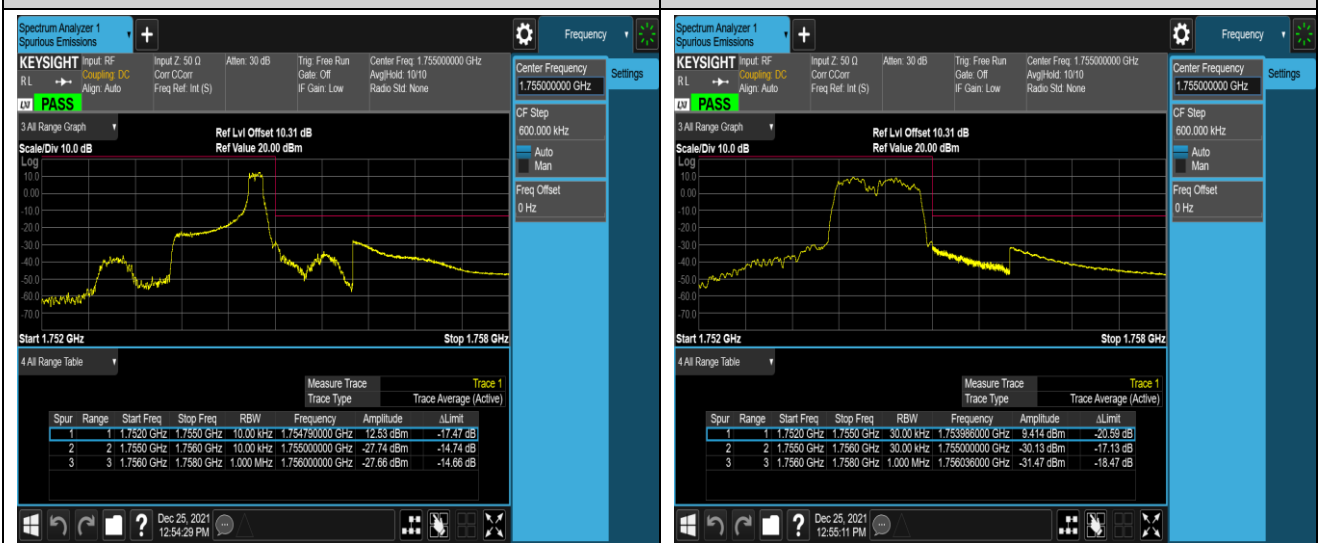 Spectrum Analyzer 1
Spurious Emissions
+
Frequency
KEYSIGHT Input: RF Input Z: 50 Ω Atten: 30 dB Trig: Free Run Center Freq: 1.755000000 GHz
RL Coupling: DC Corr CCorr Gate: Off Avg|Hold: 10/10
Align: Auto Freq Ref: Int (S) IF Gain: Low Radio Std: None
LXI PASS
Center Frequency
1.755000000 GHz
Settings
CF Step
600.000 kHz
Auto
Man
Freq Offset
0 Hz
3 All Range Graph
Ref Lvl Offset 10.31 dB
Scale/Div 10.0 dB Ref Value 20.00 dBm
Log
10.0
0.00
-10.0
-20.0
-30.0
-40.0
-50.0
-60.0
-70.0
Start 1.752 GHz Stop 1.758 GHz
4 All Range Table
Measure Trace Trace 1
Trace Type Trace Average (Active)
Spur Range Start Freq Stop Freq RBW Frequency Amplitude ΔLimit
1 1 1.7520 GHz 1.7550 GHz 10.00 kHz 1.754790000 GHz 12.53 dBm -17.47 dB
2 2 1.7550 GHz 1.7560 GHz 10.00 kHz 1.755000000 GHz -27.74 dBm -14.74 dB
3 3 1.7560 GHz 1.7580 GHz 1.000 MHz 1.756000000 GHz -27.66 dBm -14.66 dB
? Dec 25, 2021
12:54:29 PM
Spectrum Analyzer 1
Spurious Emissions
+
Frequency
KEYSIGHT Input: RF Input Z: 50 Ω Atten: 30 dB Trig: Free Run Center Freq: 1.755000000 GHz
RL Coupling: DC Corr CCorr Gate: Off Avg|Hold: 10/10
Align: Auto Freq Ref: Int (S) IF Gain: Low Radio Std: None
LXI PASS
Center Frequency
1.755000000 GHz
Settings
CF Step
600.000 kHz
Auto
Man
Freq Offset
0 Hz
3 All Range Graph
Ref Lvl Offset 10.31 dB
Scale/Div 10.0 dB Ref Value 20.00 dBm
Log
10.0
0.00
-10.0
-20.0
-30.0
-40.0
-50.0
-60.0
-70.0
Start 1.752 GHz Stop 1.758 GHz
4 All Range Table
Measure Trace Trace 1
Trace Type Trace Average (Active)
Spur Range Start Freq Stop Freq RBW Frequency Amplitude ΔLimit
1 1 1.7520 GHz 1.7550 GHz 30.00 kHz 1.753986000 GHz 9.414 dBm -20.59 dB
2 2 1.7550 GHz 1.7560 GHz 30.00 kHz 1.755000000 GHz -30.13 dBm -17.13 dB
3 3 1.7560 GHz 1.7580 GHz 1.000 MHz 1.756036000 GHz -31.47 dBm -18.47 dB
? Dec 25, 2021
12:55:11 PM